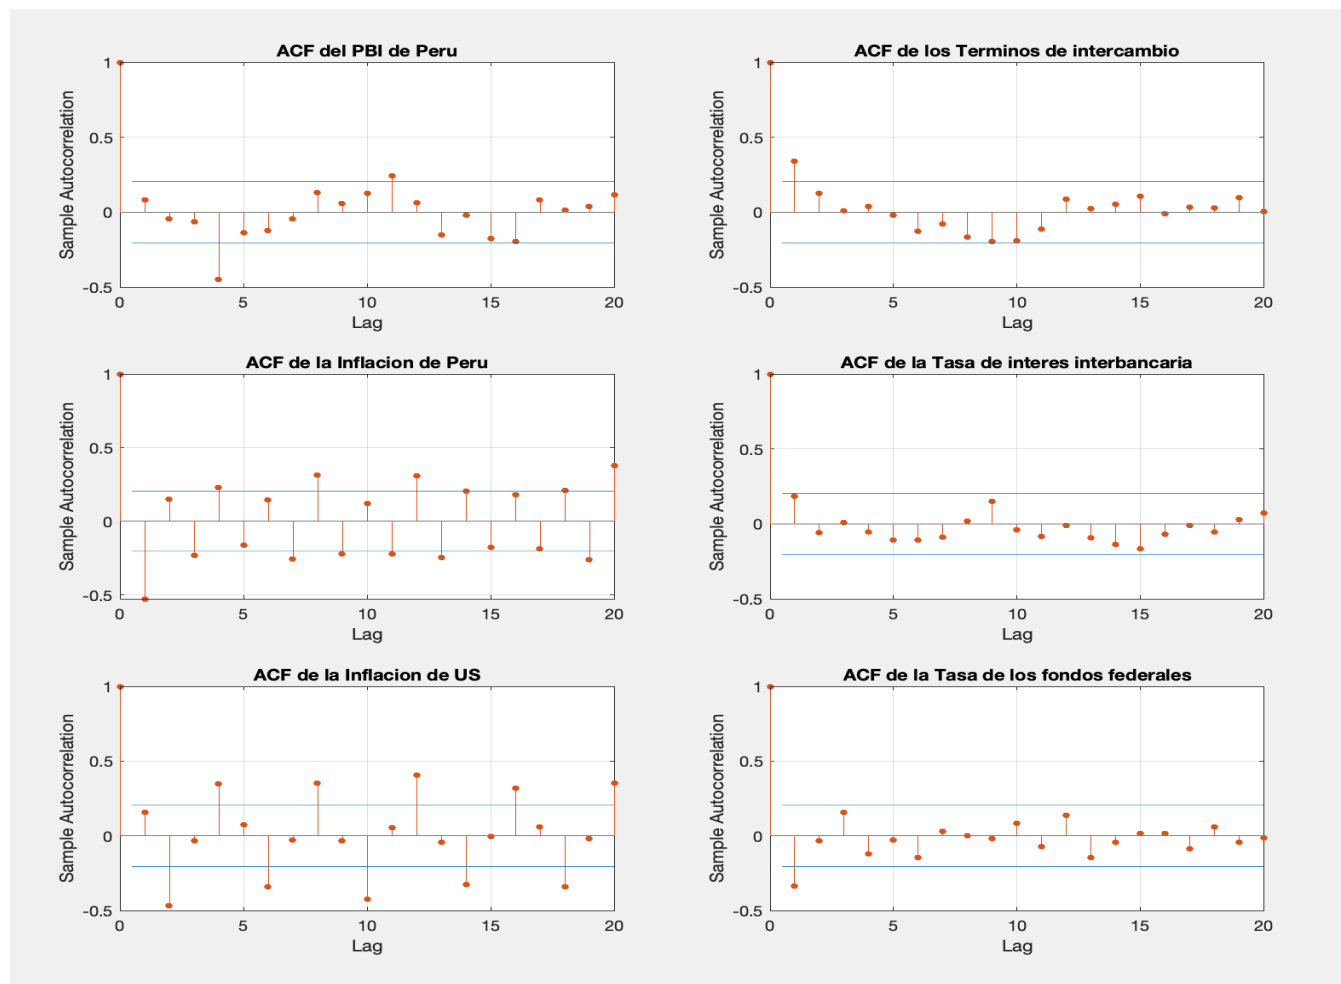 ACF del PBI de Peru
1
0.5
0
-0.5
Sample Autocorrelation
0 5 10 15 20
Lag
ACF de los Terminos de intercambio
1
0.5
0
-0.5
Sample Autocorrelation
0 5 10 15 20
Lag
ACF de la Inflacion de Peru
1
0.5
0
-0.5
Sample Autocorrelation
0 5 10 15 20
Lag
ACF de la Tasa de interes interbancaria
1
0.5
0
-0.5
Sample Autocorrelation
0 5 10 15 20
Lag
ACF de la Inflacion de US
1
0.5
0
-0.5
Sample Autocorrelation
0 5 10 15 20
Lag
ACF de la Tasa de los fondos federales
1
0.5
0
-0.5
Sample Autocorrelation
0 5 10 15 20
Lag